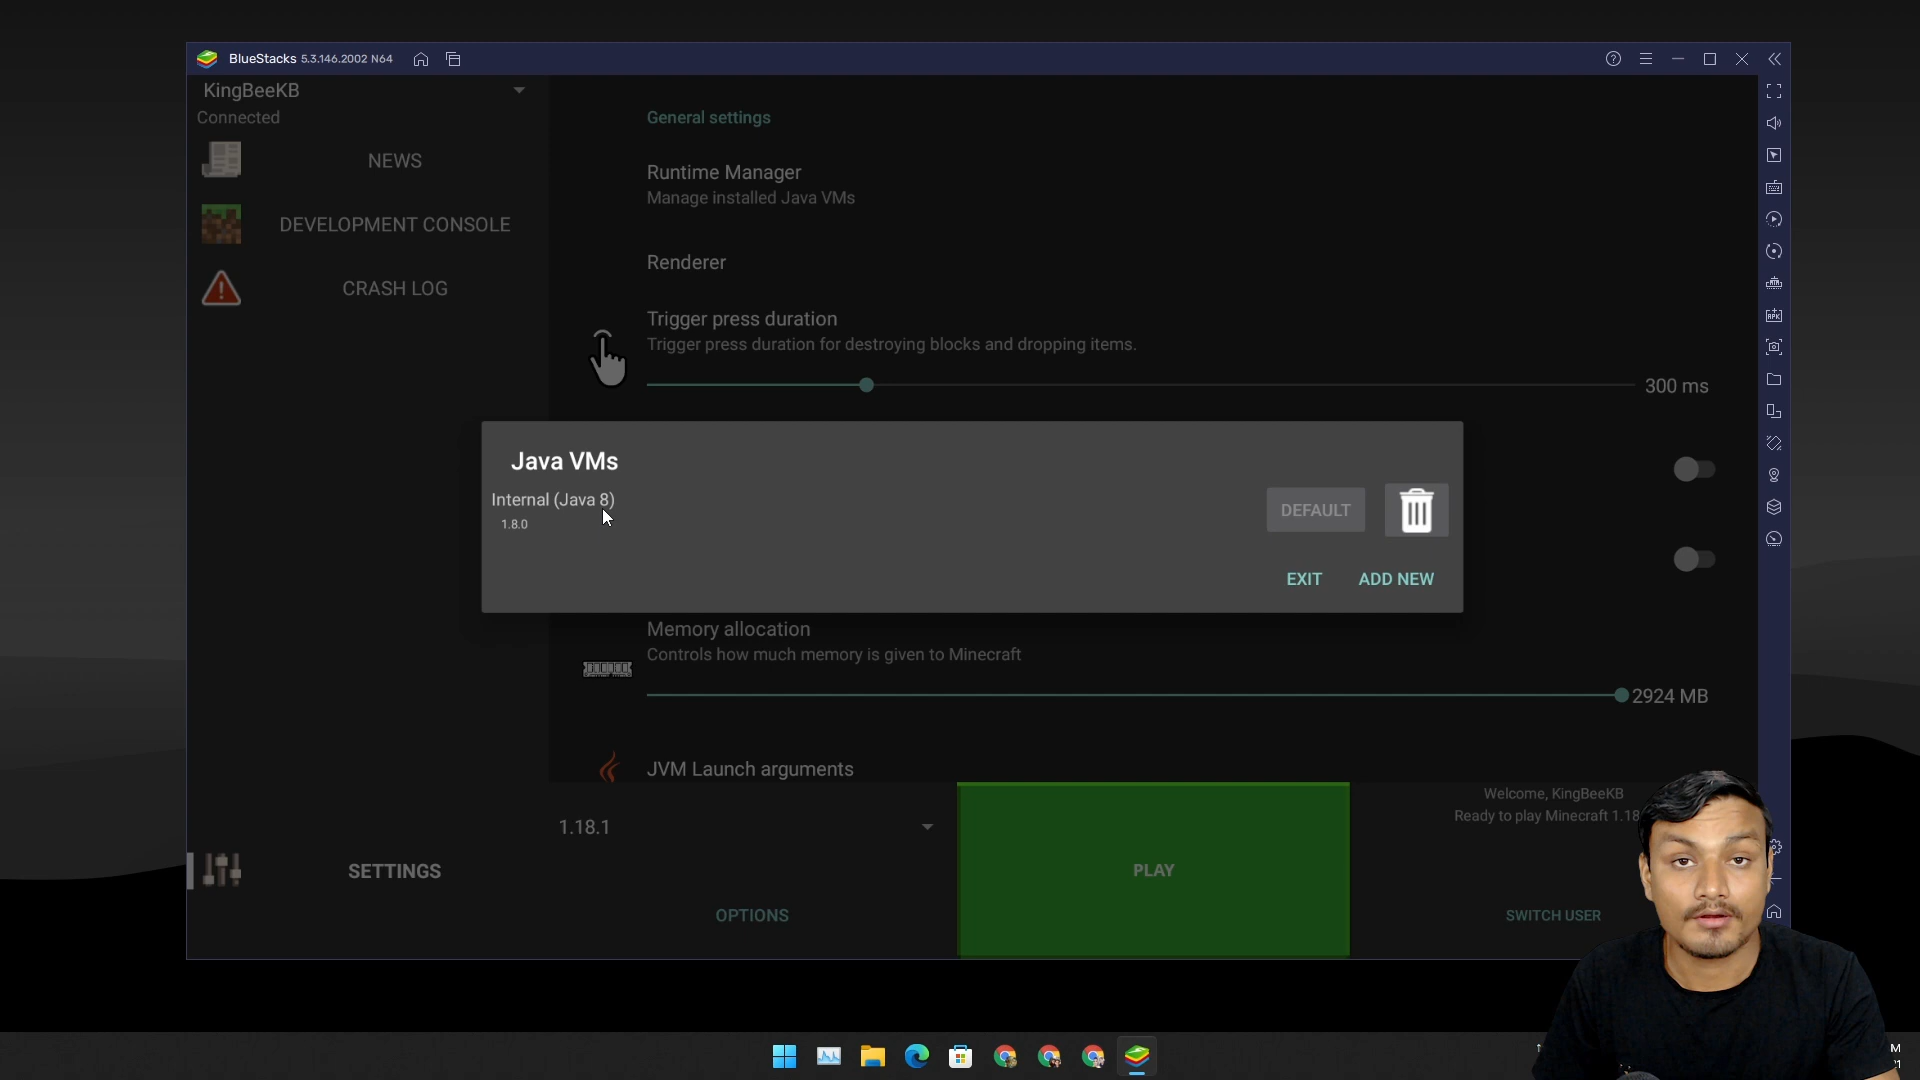 BlueStacks 5.3.146.2002 N64
KingBeeKB
Connected
NEWS
DEVELOPMENT CONSOLE
CRASH LOG
General settings
Runtime Manager
Manage installed Java VMs
Renderer
Trigger press duration
Trigger press duration for destroying blocks and dropping items.
300 ms
Java VMs
Internal (Java 8)
1.8.0
DEFAULT
EXIT
ADD NEW
Memory allocation
Controls how much memory is given to Minecraft
2924 MB
JVM Launch arguments
1.18.1
PLAY
Welcome, KingBeeKB
Ready to play Minecraft 1.18
SETTINGS
OPTIONS
SWITCH USER